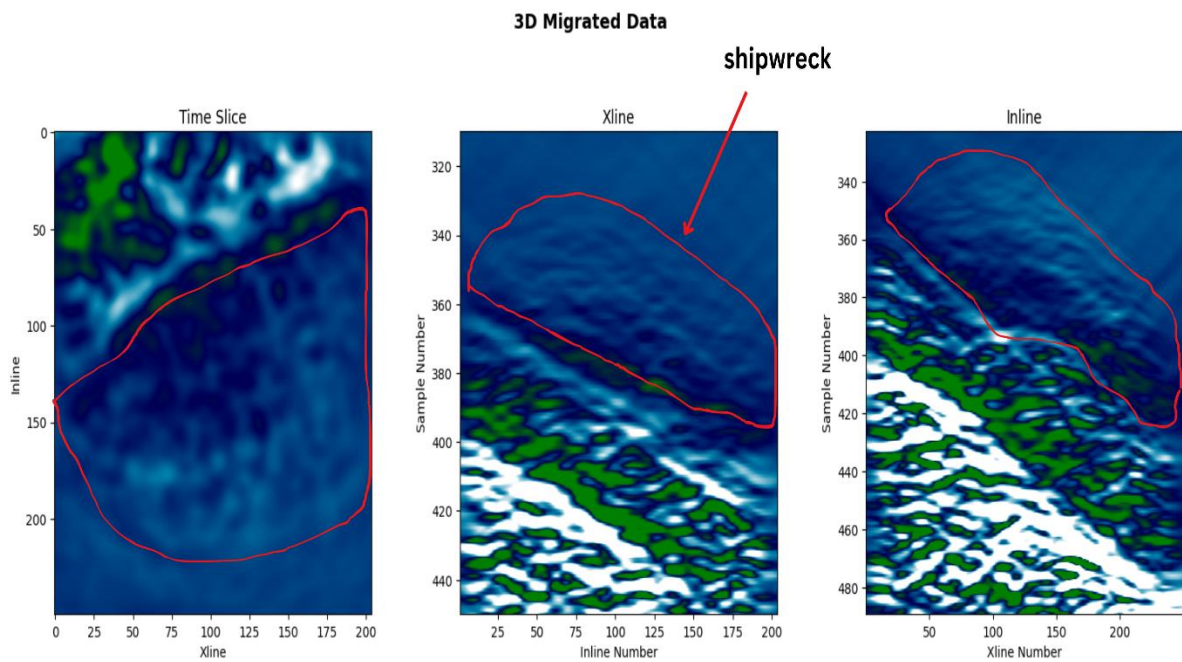 3D Migrated Data
shipwreck
Time Slice
0
50
100
150
200
Inline
0 25 50 75 100 125 150 175 200
Xline
Xline
320
340
360
380
400
420
440
Sample Number
25 50 75 100 125 150 175 200
Inline Number
Inline
340
360
380
400
420
440
460
480
Sample Number
50 100 150 200
Xline Number